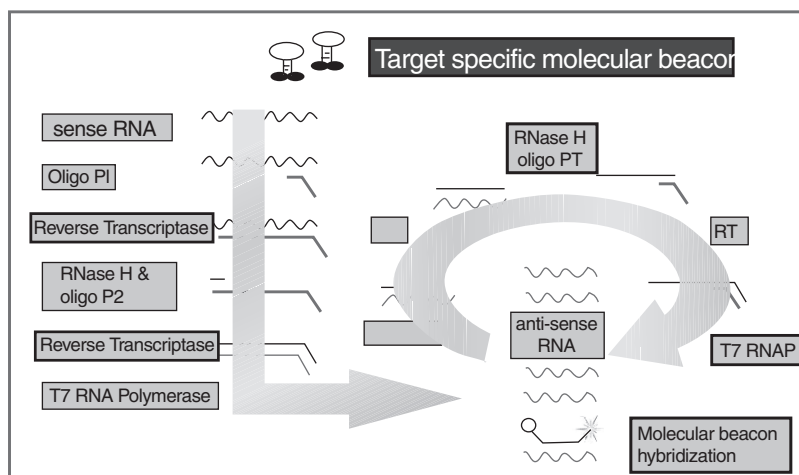 Target specific molecular beacon
sense RNA
Oligo PI
Reverse Transcriptase
RNase H &
oligo P2
Reverse Transcriptase
T7 RNA Polymerase
RNase H
oligo PT
RT
T7 RNAP
anti-sense
RNA
Molecular beacon
hybridization